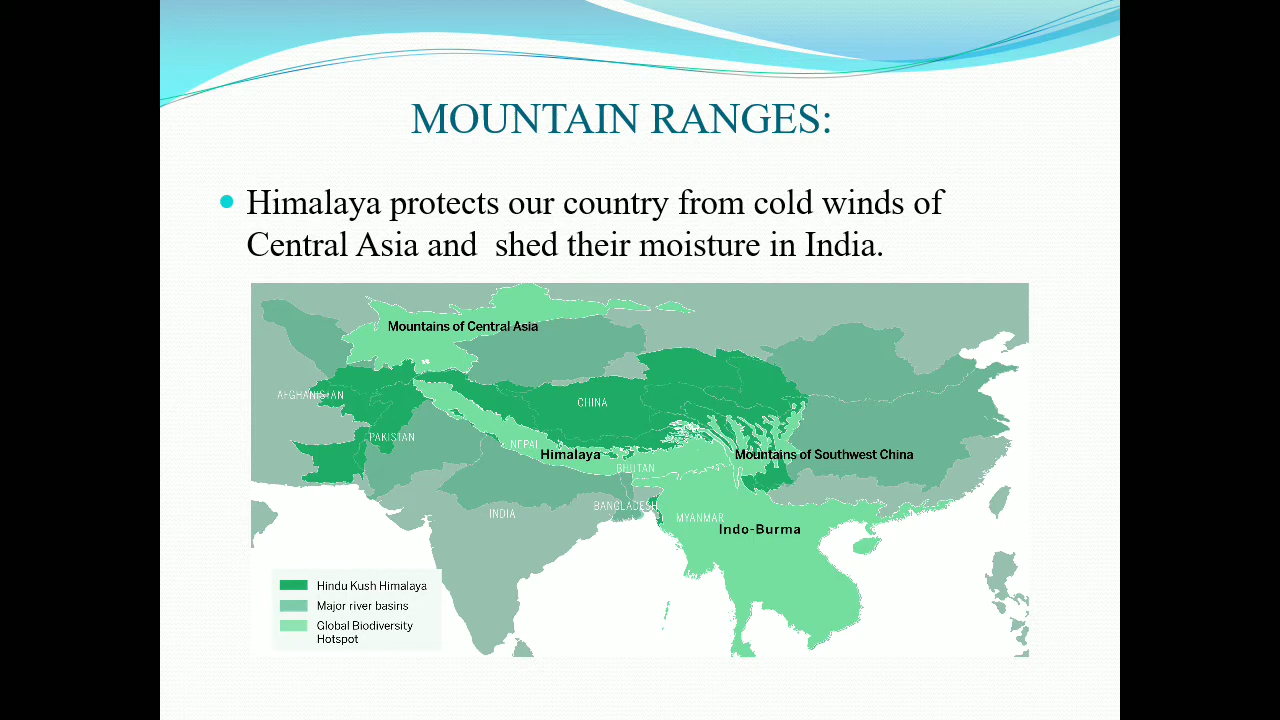 MOUNTAIN RANGES:
Himalaya protects our country from cold winds of
Central Asia and  shed their moisture in India.
Mountains of Central Asia
AFGHANISTAN
CHINA
PAKISTAN
NEPAL
Himalaya
Mountains of Southwest China
BHUTAN
BANGLADESH
INDIA
MYANMAR
Indo-Burma
Hindu Kush Himalaya
Major river basins
Global Biodiversity
Hotspot